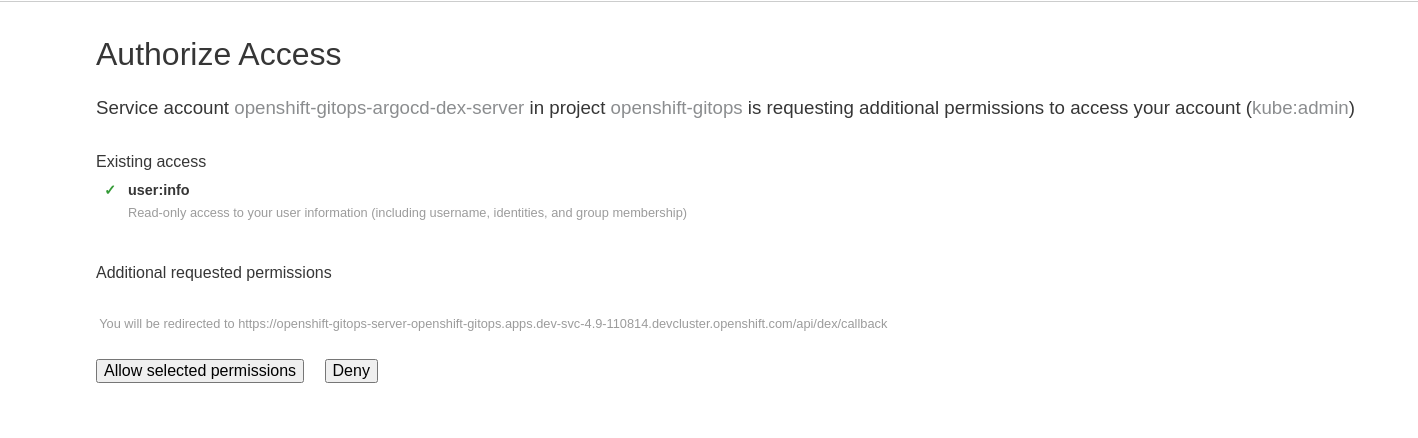 Authorize Access
Service account openshift-gitops-argocd-dex-server in project openshift-gitops is requesting additional permissions to access your account (kube:admin)
Existing access
✓ user:info
Read-only access to your user information (including username, identities, and group membership)
Additional requested permissions
You will be redirected to https://openshift-gitops-server-openshift-gitops.apps.dev-svc-4.9-110814.devcluster.openshift.com/api/dex/callback
Allow selected permissions Deny